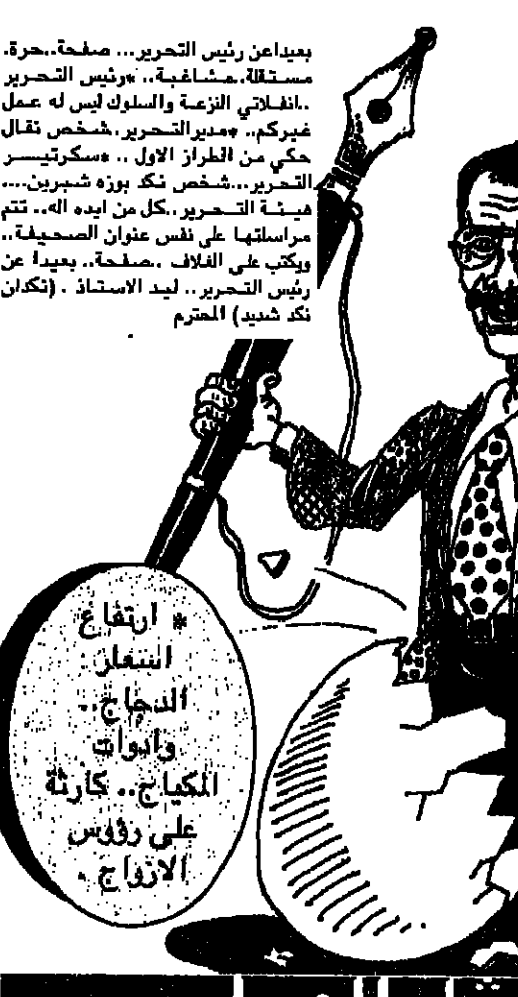 بعيداعن رئيس التحرير... صفحة..حرة.
مستقلة.مشاغبة.. *رئيس التحرير
..انفلاتي النزعة والسلوك ليس له عمل
غيركم.. *مديرالتحرير.شخص نقال
حكي من الطراز الاول .. *سكرتيسر
التحرير...شخص نكد بوزه شبرين....
هيئة التحرير ..كل من ايده اله.. تتم
مراسلتها على نفس عنوان الصحيفة..
ويكتب على الغلاف ..صفحة.. بعيدا عن
رئيس التحرير.. ليد الاستاذ . (نكدان
نكد شديد) المحترم
* ارتفاع
اسعار
الدجاج..
وادوات
المكياج.. كارثة
على رؤوس
الازواج .